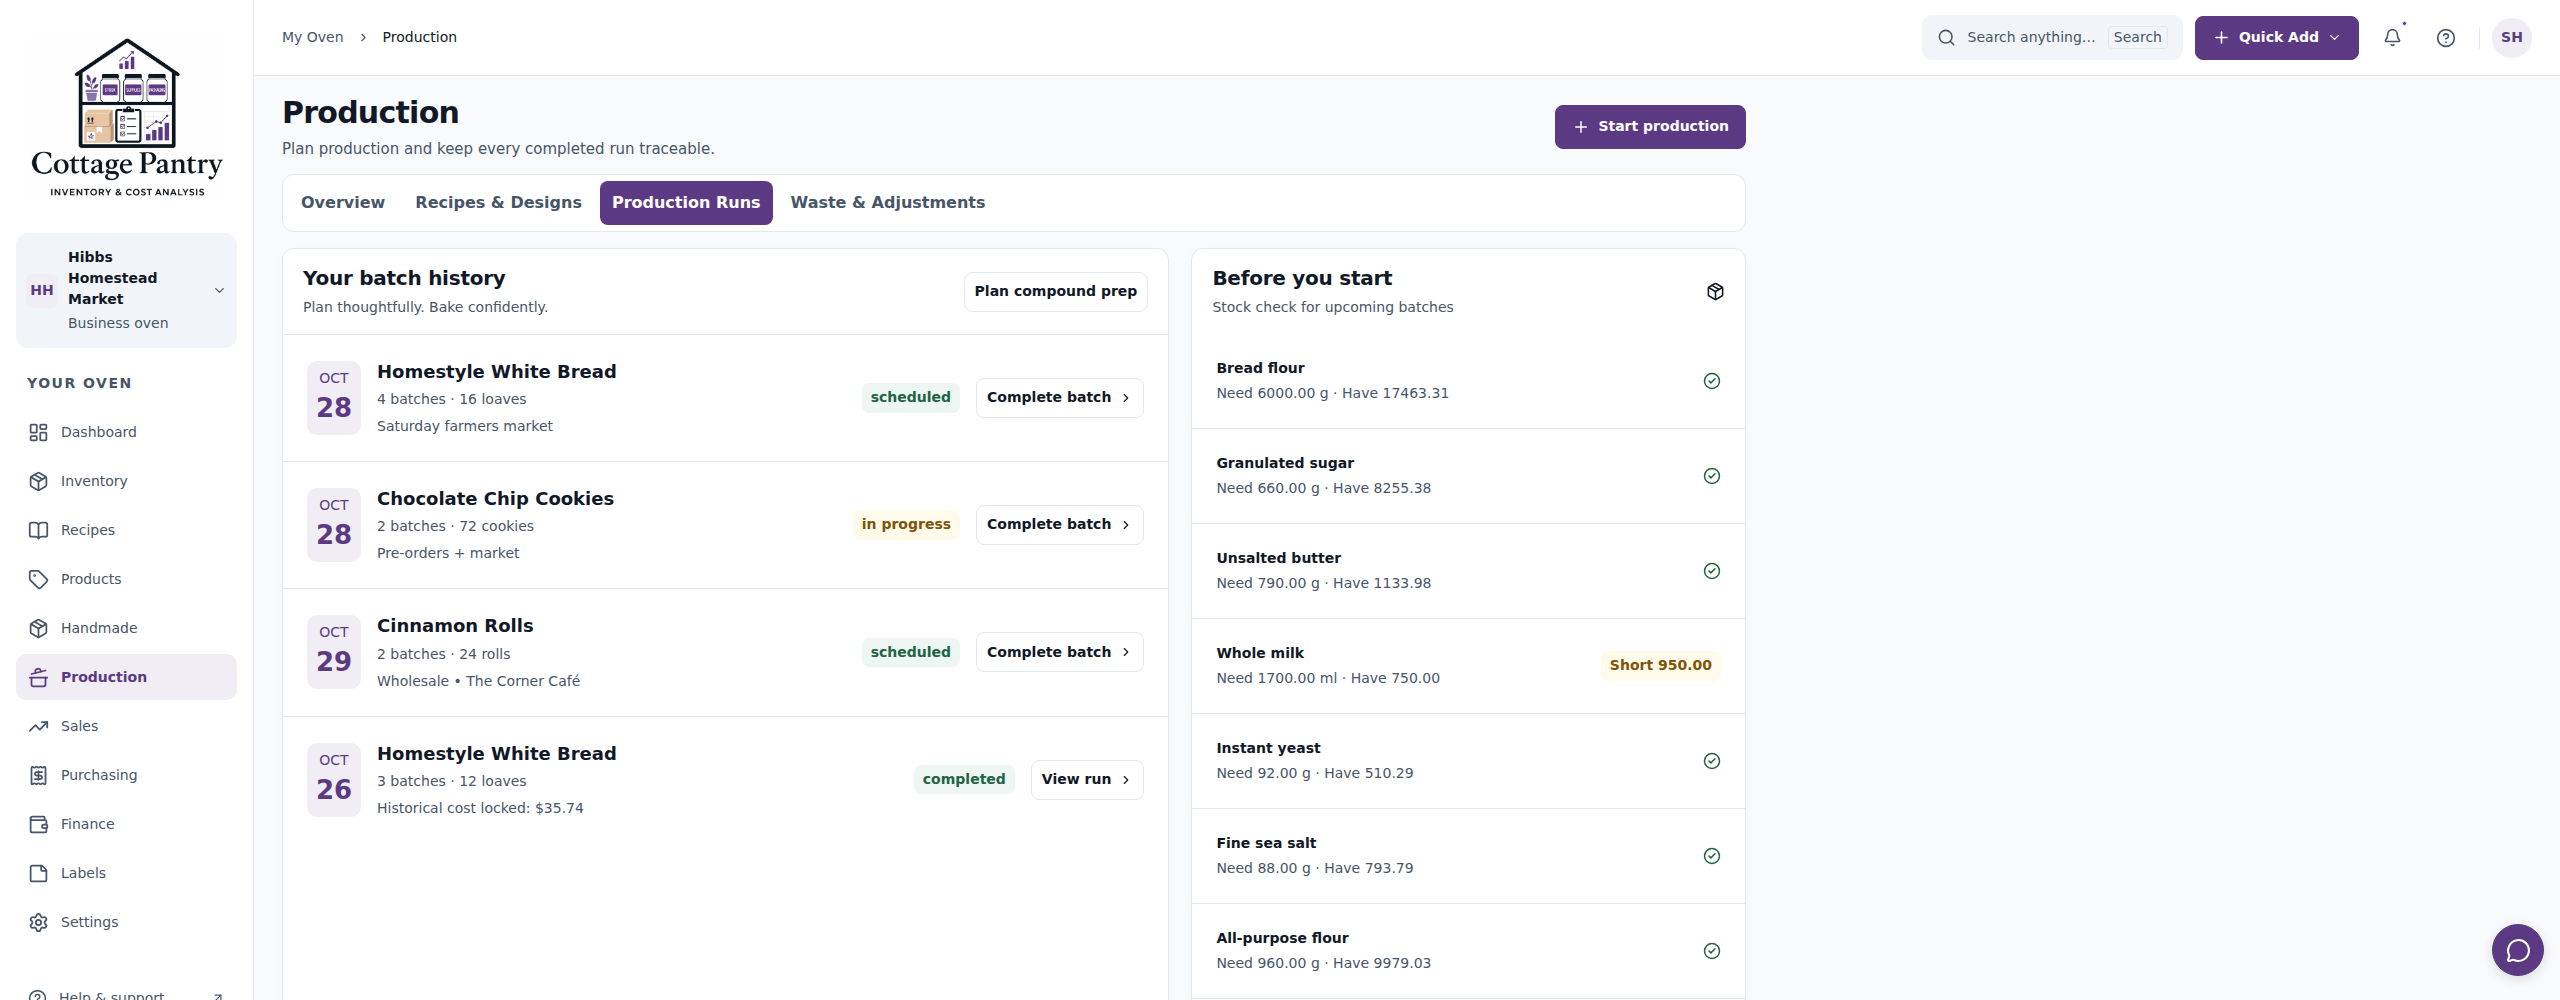 Cottage Pantry
INVENTORY & COST ANALYSIS
HH
Hibbs
Homestead
Market
Business oven
YOUR OVEN
Dashboard
Inventory
Recipes
Products
Handmade
Production
Sales
Purchasing
Finance
Labels
Settings
Help & support
My Oven
Production
Search anything...
Search
Quick Add
SH
Production
Plan production and keep every completed run traceable.
Start production
Overview
Recipes & Designs
Production Runs
Waste & Adjustments
Your batch history
Plan thoughtfully. Bake confidently.
Plan compound prep
OCT
28
Homestyle White Bread
4 batches · 16 loaves
Saturday farmers market
scheduled
Complete batch
OCT
28
Chocolate Chip Cookies
2 batches · 72 cookies
Pre-orders + market
in progress
Complete batch
OCT
29
Cinnamon Rolls
2 batches · 24 rolls
Wholesale • The Corner Café
scheduled
Complete batch
OCT
26
Homestyle White Bread
3 batches · 12 loaves
Historical cost locked: $35.74
completed
View run
Before you start
Stock check for upcoming batches
Bread flour
Need 6000.00 g · Have 17463.31
Granulated sugar
Need 660.00 g · Have 8255.38
Unsalted butter
Need 790.00 g · Have 1133.98
Whole milk
Need 1700.00 ml · Have 750.00
Short 950.00
Instant yeast
Need 92.00 g · Have 510.29
Fine sea salt
Need 88.00 g · Have 793.79
All-purpose flour
Need 960.00 g · Have 9979.03